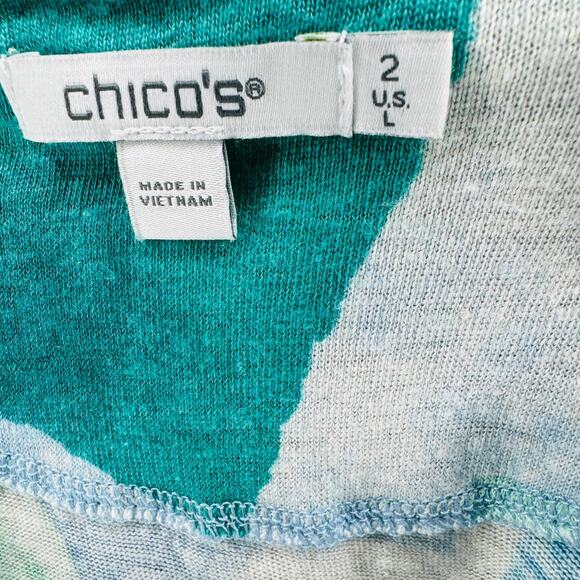 chico's®
2
U.S.
L
MADE IN
VIETNAM